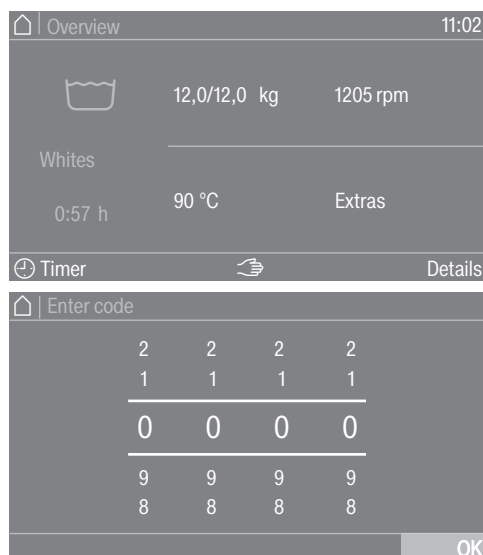 Overview 11:02
12,0/12,0 kg 1205 rpm
Whites
0:57 h
90 °C Extras
Timer Details
Enter code
2 2 2 2
1 1 1 1
0 0 0 0
9 9 9 9
8 8 8 8
OK